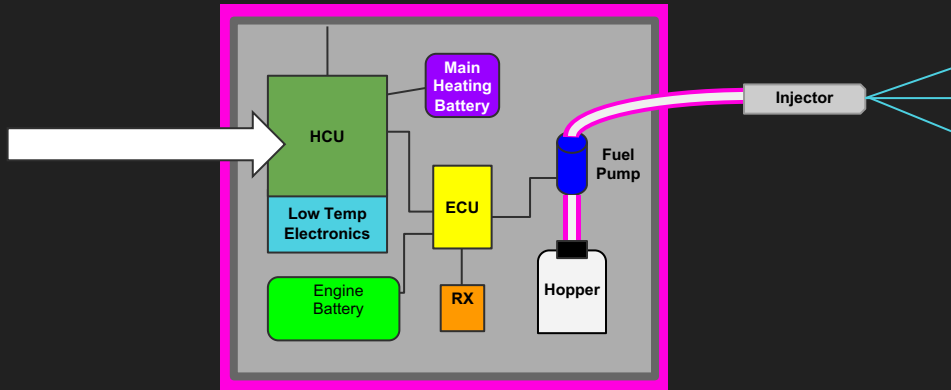 Main
Heating
Battery
HCU
Injector
Fuel
Pump
Low Temp
Electronics
ECU
Engine
Battery
RX
Hopper